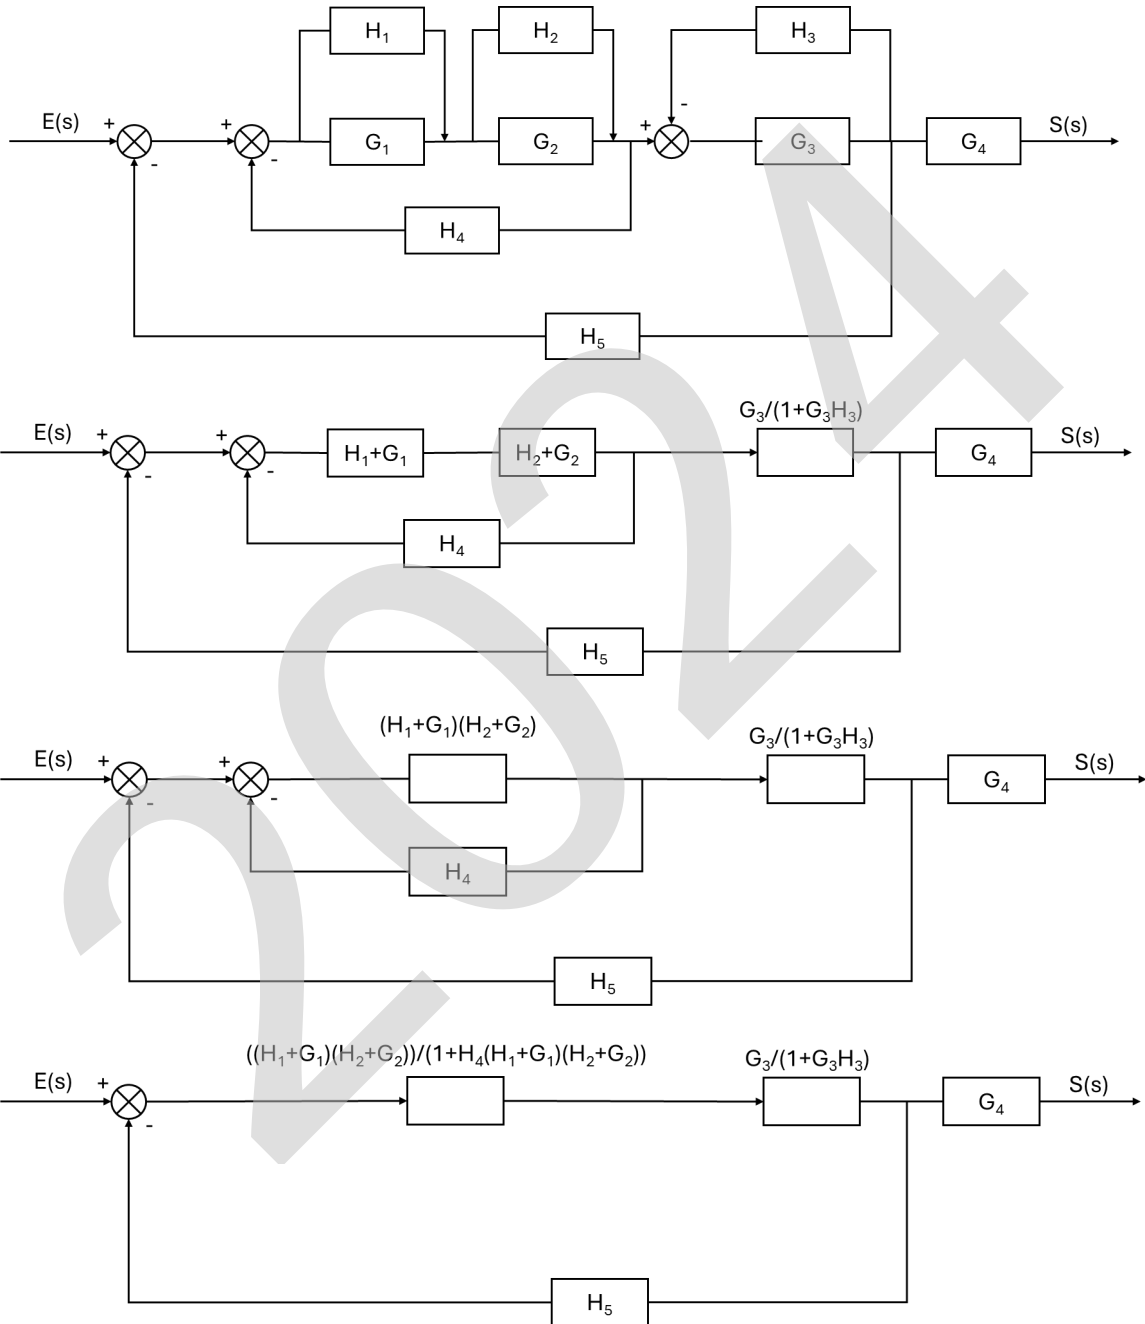 H₁ H₂ H₃
-
E(s) + + + S(s)
G₁ G₂ G₃ G₄
- -
H₄
H₅
G₃/(1+G₃H₃)
E(s) + + S(s)
H₁+G₁ H₂+G₂ G₄
- -
H₄
H₅
(H₁+G₁)(H₂+G₂) G₃/(1+G₃H₃)
E(s) + + S(s)
G₄
- -
H₄
H₅
((H₁+G₁)(H₂+G₂))/(1+H₄(H₁+G₁)(H₂+G₂)) G₃/(1+G₃H₃)
E(s) + S(s)
G₄
-
H₅
2024